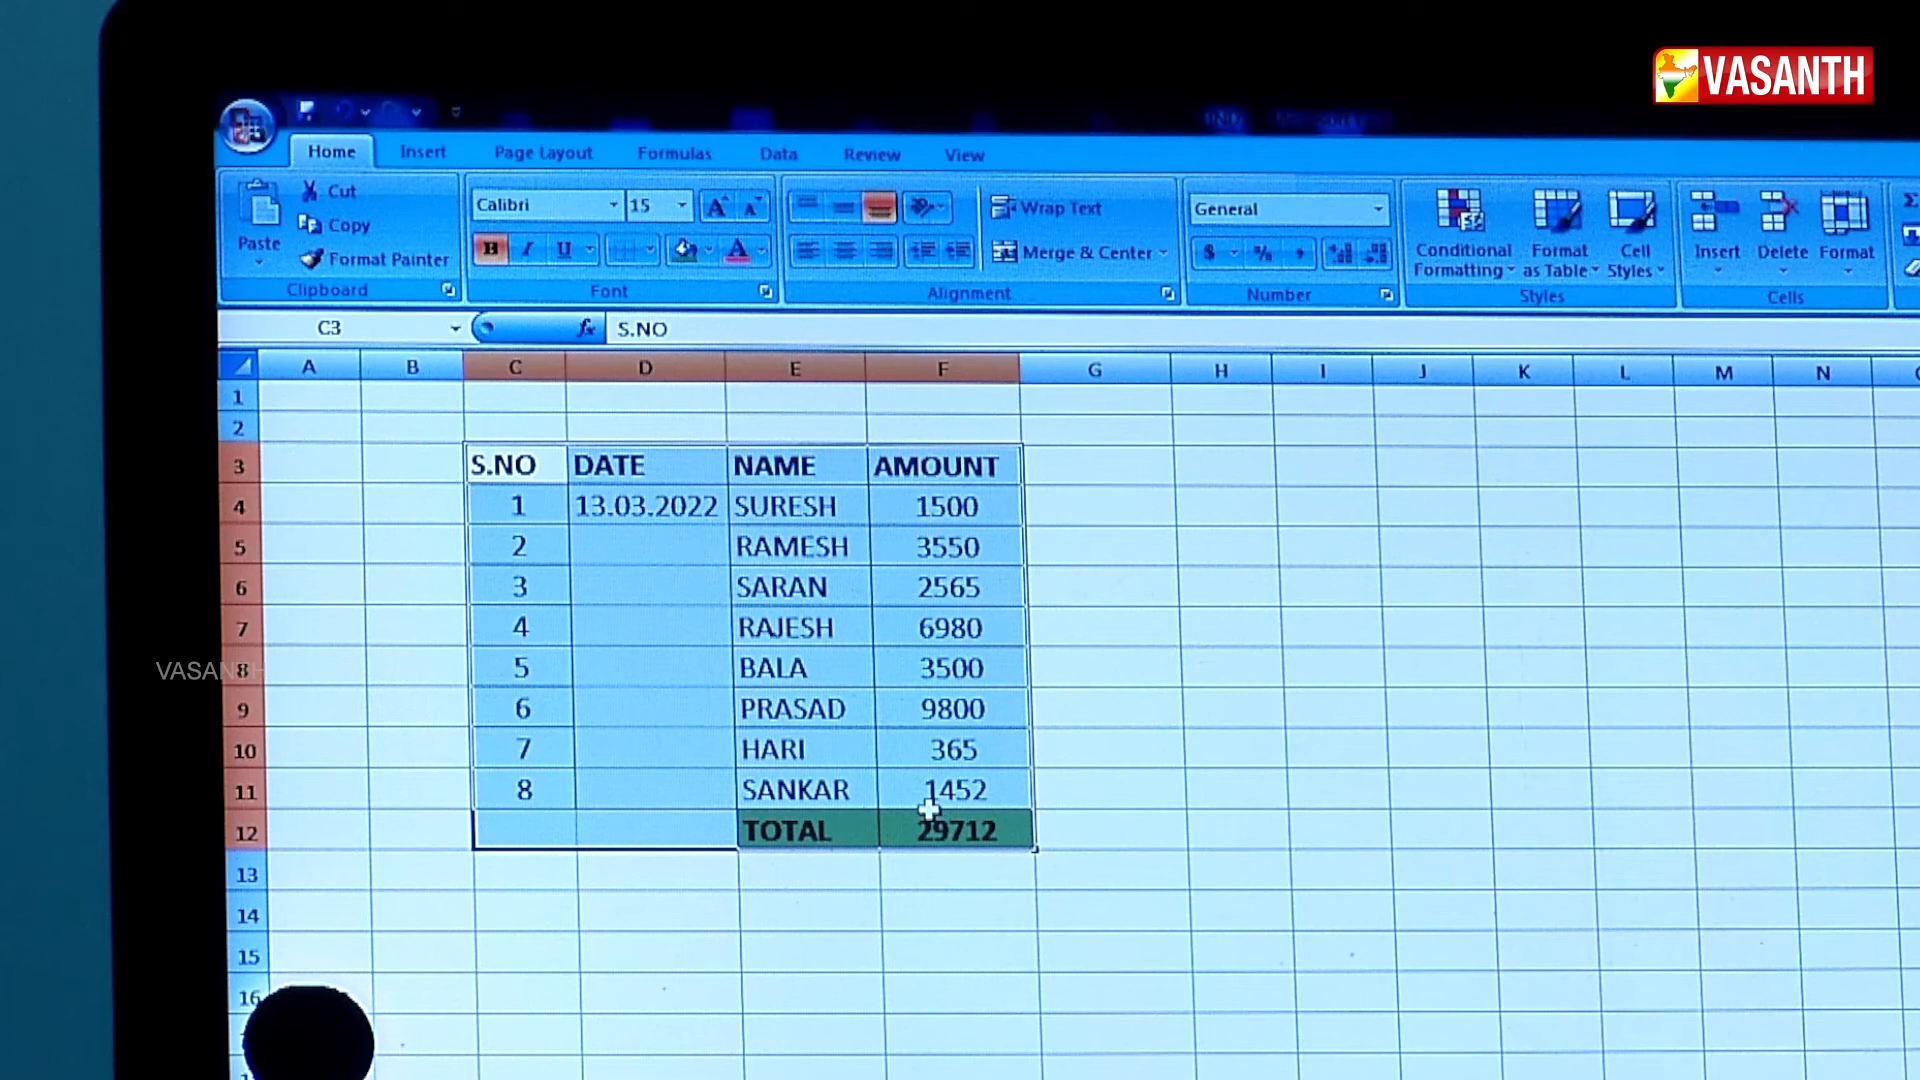 VASANTH
Home Insert Page Layout Formulas Data Review View
Paste Cut Copy Format Painter
Clipboard
Calibri 15
B I U A
Font
Wrap Text
Merge & Center
Alignment
General
$ % ,
Number
Conditional Formatting Format as Table Cell Styles
Styles
Insert Delete Format
Cells
C3 fx S.NO
A B C D E F G H I J K L M N
1
2
3 S.NO DATE NAME AMOUNT
4 1 13.03.2022 SURESH 1500
5 2 RAMESH 3550
6 3 SARAN 2565
7 4 RAJESH 6980
8 5 BALA 3500
9 6 PRASAD 9800
10 7 HARI 365
11 8 SANKAR 1452
12 TOTAL 29712
13
14
15
16
VASANTH